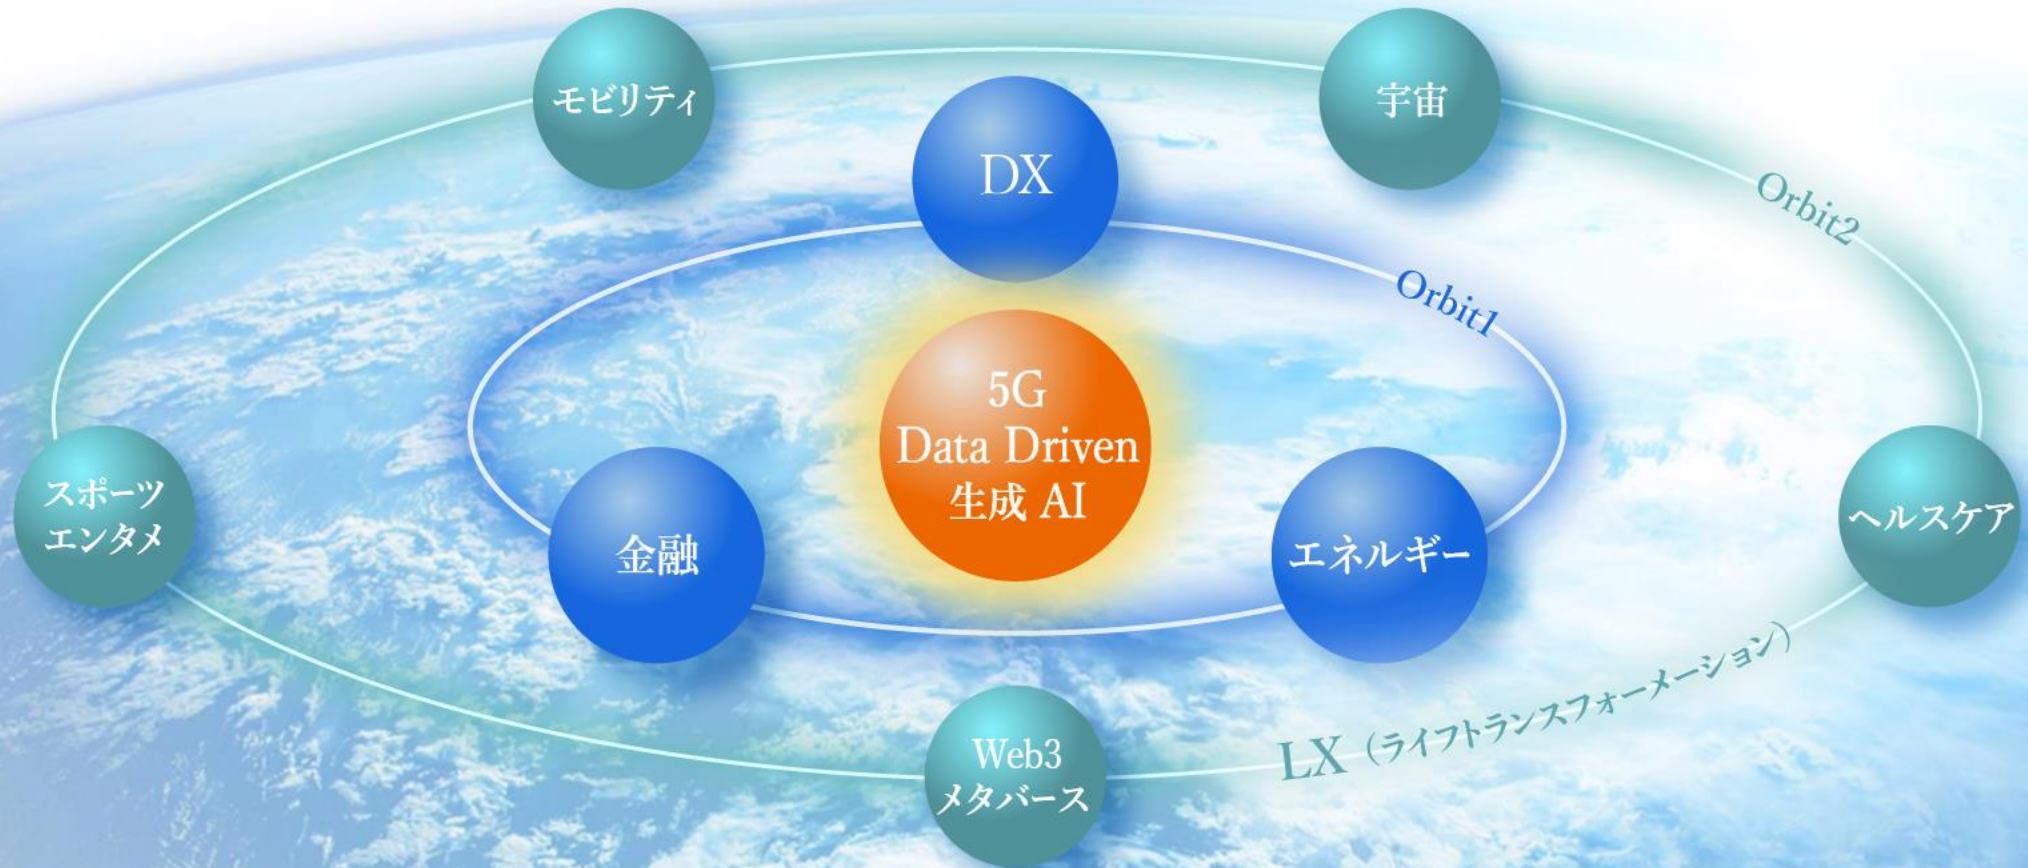 モビリティ
宇宙
DX
Orbit2
Orbit1
5G
Data Driven
生成 AI
スポーツ
エンタメ
金融
エネルギー
ヘルスケア
LX（ライフトランスフォーメーション）
Web3
メタバース